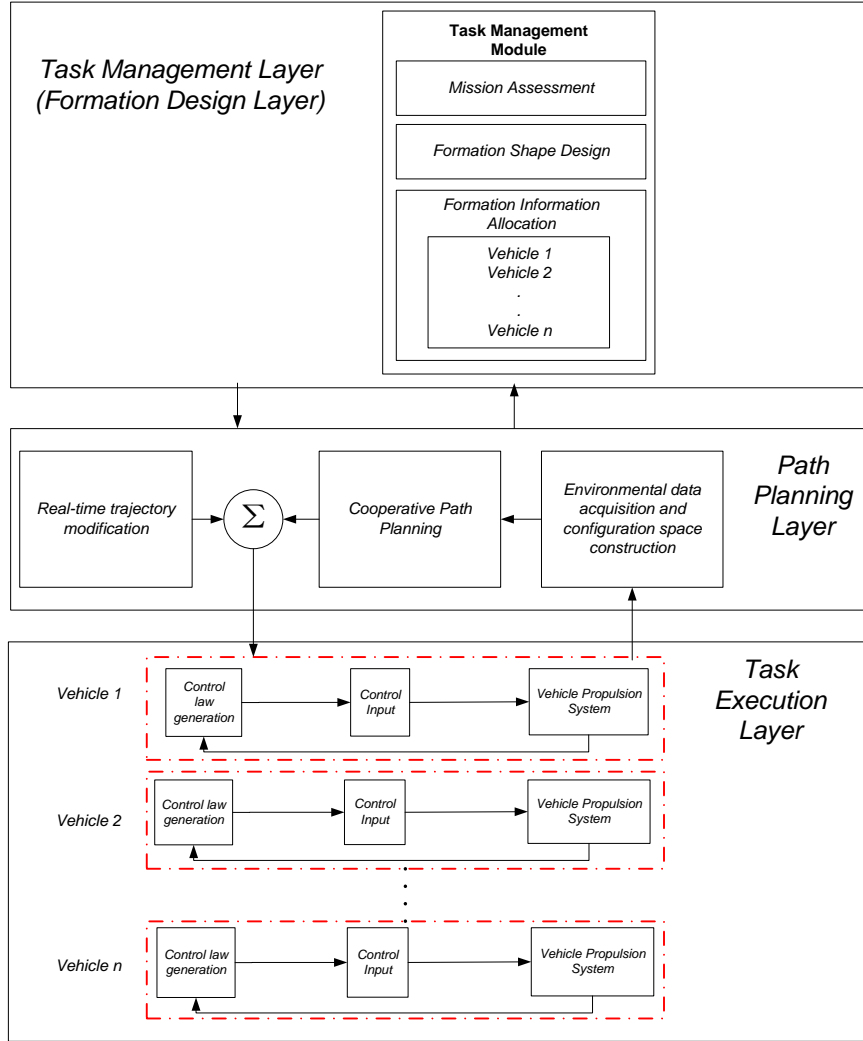 Task Management Layer
(Formation Design Layer)
Task Management
Module
Mission Assessment
Formation Shape Design
Formation Information
Allocation
Vehicle 1
Vehicle 2
.
.
Vehicle n
Real-time trajectory
modification
Σ
Cooperative Path
Planning
Environmental data
acquisition and
configuration space
construction
Path
Planning
Layer
Task
Execution
Layer
Vehicle 1
Control
law
generation
Control
Input
Vehicle Propulsion
System
Vehicle 2
Control law
generation
Control
Input
Vehicle Propulsion
System
Vehicle n
Control law
generation
Control
Input
Vehicle Propulsion
System